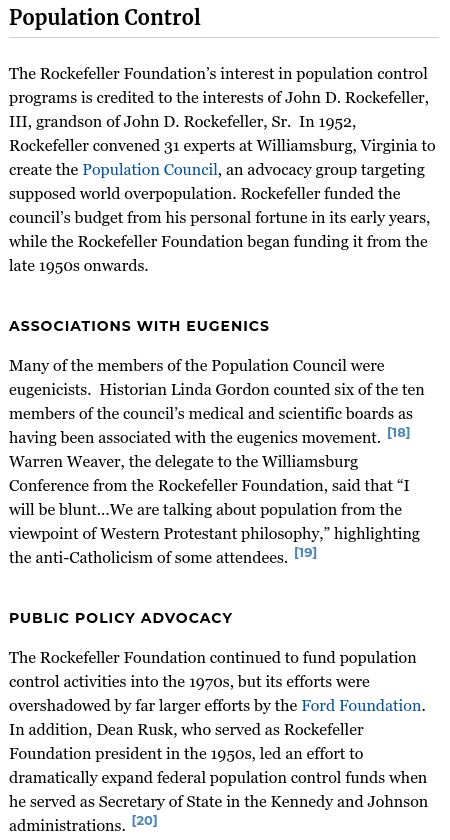 Population Control
The Rockefeller Foundation’s interest in population control
programs is credited to the interests of John D. Rockefeller,
III, grandson of John D. Rockefeller, Sr.  In 1952,
Rockefeller convened 31 experts at Williamsburg, Virginia to
create the Population Council, an advocacy group targeting
supposed world overpopulation. Rockefeller funded the
council’s budget from his personal fortune in its early years,
while the Rockefeller Foundation began funding it from the
late 1950s onwards.
ASSOCIATIONS WITH EUGENICS
Many of the members of the Population Council were
eugenicists.  Historian Linda Gordon counted six of the ten
members of the council’s medical and scientific boards as
having been associated with the eugenics movement. [18]
Warren Weaver, the delegate to the Williamsburg
Conference from the Rockefeller Foundation, said that “I
will be blunt…We are talking about population from the
viewpoint of Western Protestant philosophy,” highlighting
the anti-Catholicism of some attendees. [19]
PUBLIC POLICY ADVOCACY
The Rockefeller Foundation continued to fund population
control activities into the 1970s, but its efforts were
overshadowed by far larger efforts by the Ford Foundation.
In addition, Dean Rusk, who served as Rockefeller
Foundation president in the 1950s, led an effort to
dramatically expand federal population control funds when
he served as Secretary of State in the Kennedy and Johnson
administrations. [20]